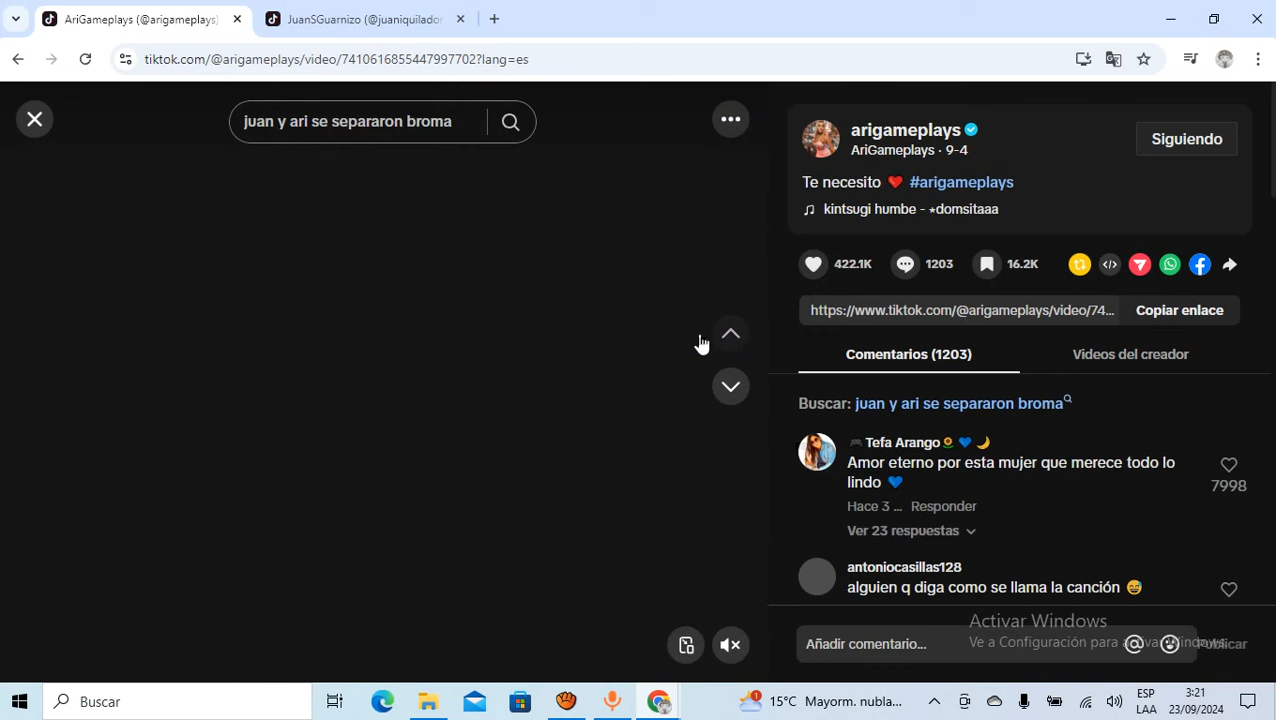 AriGameplays (@arigameplays)
JuanSGuarnizo (@juaniquilador
tiktok.com/@arigameplays/video/7410616855447997702?lang=es
juan y ari se separaron broma
arigameplays
AriGameplays · 9-4
Siguiendo
Te necesito ❤️ #arigameplays
kintsugi humbe - ⋆domsitaaa
422.1K
1203
16.2K
https://www.tiktok.com/@arigameplays/video/74...
Copiar enlace
Comentarios (1203)
Videos del creador
Buscar: juan y ari se separaron broma
🎮 Tefa Arango🌻 💙 🌙
Amor eterno por esta mujer que merece todo lo
lindo 💙
7998
Hace 3 ... Responder
Ver 23 respuestas
antoniocasillas128
alguien q diga como se llama la canción 😅
Activar Windows
Ve a Configuración para activar Windows.
Añadir comentario...
Publicar
Buscar
1
15°C Mayorm. nubla...
ESP
LAA
3:21
23/09/2024